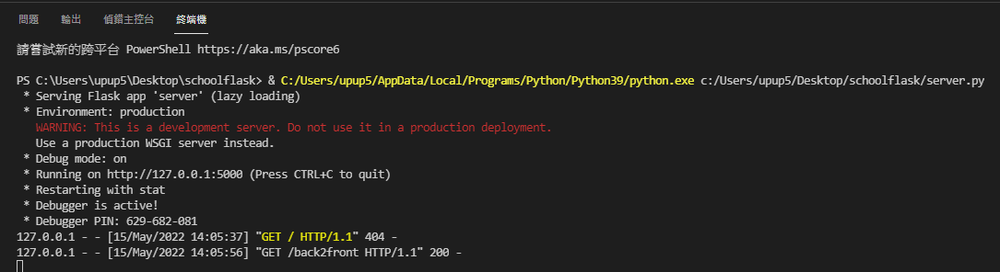 問題 輸出 偵錯主控台 終端機
請嘗試新的跨平台 PowerShell https://aka.ms/pscore6
PS C:\Users\upup5\Desktop\schoolflask> & C:/Users/upup5/AppData/Local/Programs/Python/Python39/python.exe c:/Users/upup5/Desktop/schoolflask/server.py
* Serving Flask app 'server' (lazy loading)
* Environment: production
WARNING: This is a development server. Do not use it in a production deployment.
Use a production WSGI server instead.
* Debug mode: on
* Running on http://127.0.0.1:5000 (Press CTRL+C to quit)
* Restarting with stat
* Debugger is active!
* Debugger PIN: 629-682-081
127.0.0.1 - - [15/May/2022 14:05:37] "GET / HTTP/1.1" 404 -
127.0.0.1 - - [15/May/2022 14:05:56] "GET /back2front HTTP/1.1" 200 -